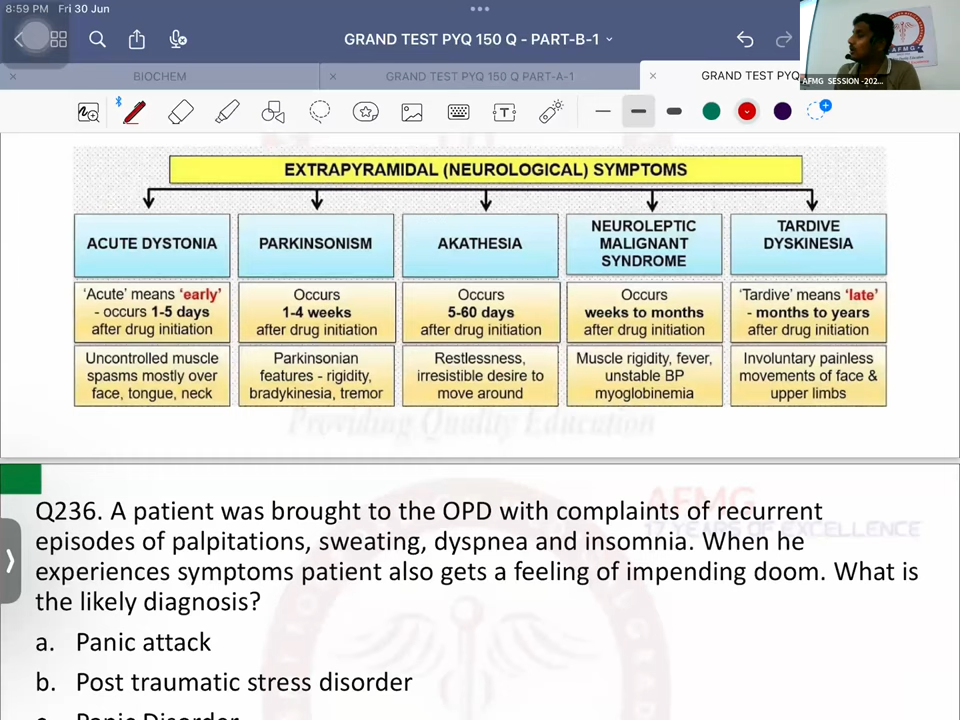 8:59 PM Fri 30 Jun
GRAND TEST PYQ 150 Q - PART-B-1
BIOCHEM
GRAND TEST PYQ 150 Q PART-A-1
GRAND TEST PYQ
AFMG
AFMG SESSION -202...
EXTRAPYRAMIDAL (NEUROLOGICAL) SYMPTOMS
ACUTE DYSTONIA
PARKINSONISM
AKATHESIA
NEUROLEPTIC
MALIGNANT
SYNDROME
TARDIVE
DYSKINESIA
'Acute' means 'early'
- occurs 1-5 days
after drug initiation
Occurs
1-4 weeks
after drug initiation
Occurs
5-60 days
after drug initiation
Occurs
weeks to months
after drug initiation
'Tardive' means 'late'
- months to years
after drug initiation
Uncontrolled muscle
spasms mostly over
face, tongue, neck
Parkinsonian
features - rigidity,
bradykinesia, tremor
Restlessness,
irresistible desire to
move around
Muscle rigidity, fever,
unstable BP
myoglobinemia
Involuntary painless
movements of face &
upper limbs
Providing Quality Education
AFMG
17 YEARS OF EXCELLENCE
Q236. A patient was brought to the OPD with complaints of recurrent
episodes of palpitations, sweating, dyspnea and insomnia. When he
experiences symptoms patient also gets a feeling of impending doom. What is
the likely diagnosis?
a. Panic attack
b. Post traumatic stress disorder
c. Panic Disorder